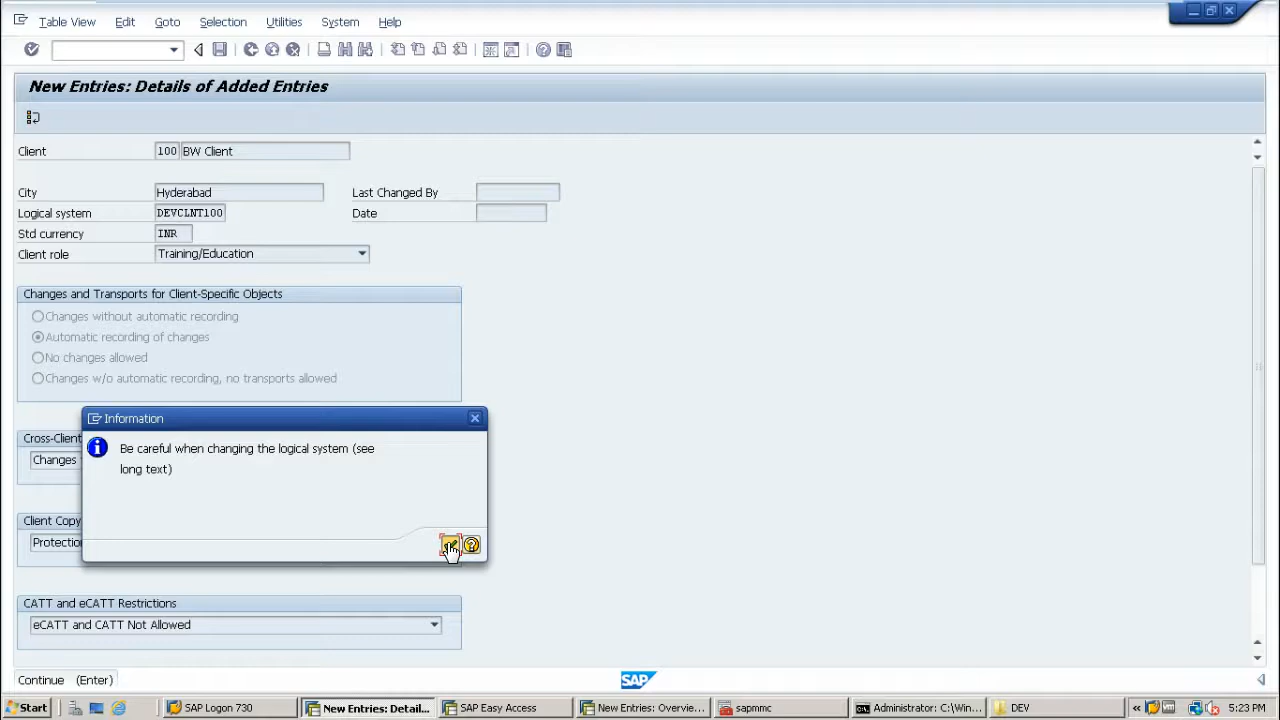 Table View Edit Goto Selection Utilities System Help
New Entries: Details of Added Entries
Client 100 BW Client
City Hyderabad Last Changed By
Logical system DEVCLNT100 Date
Std currency INR
Client role Training/Education
Changes and Transports for Client-Specific Objects
Changes without automatic recording
Automatic recording of changes
No changes allowed
Changes w/o automatic recording, no transports allowed
Information
Cross-Client
Be careful when changing the logical system (see
Changes
long text)
Client Copy
Protection
CATT and eCATT Restrictions
eCATT and CATT Not Allowed
Continue (Enter)
SAP
Start SAP Logon 730 New Entries: Detail... SAP Easy Access New Entries: Overvie... sapmmc Administrator: C:\Win... DEV « 5:23 PM